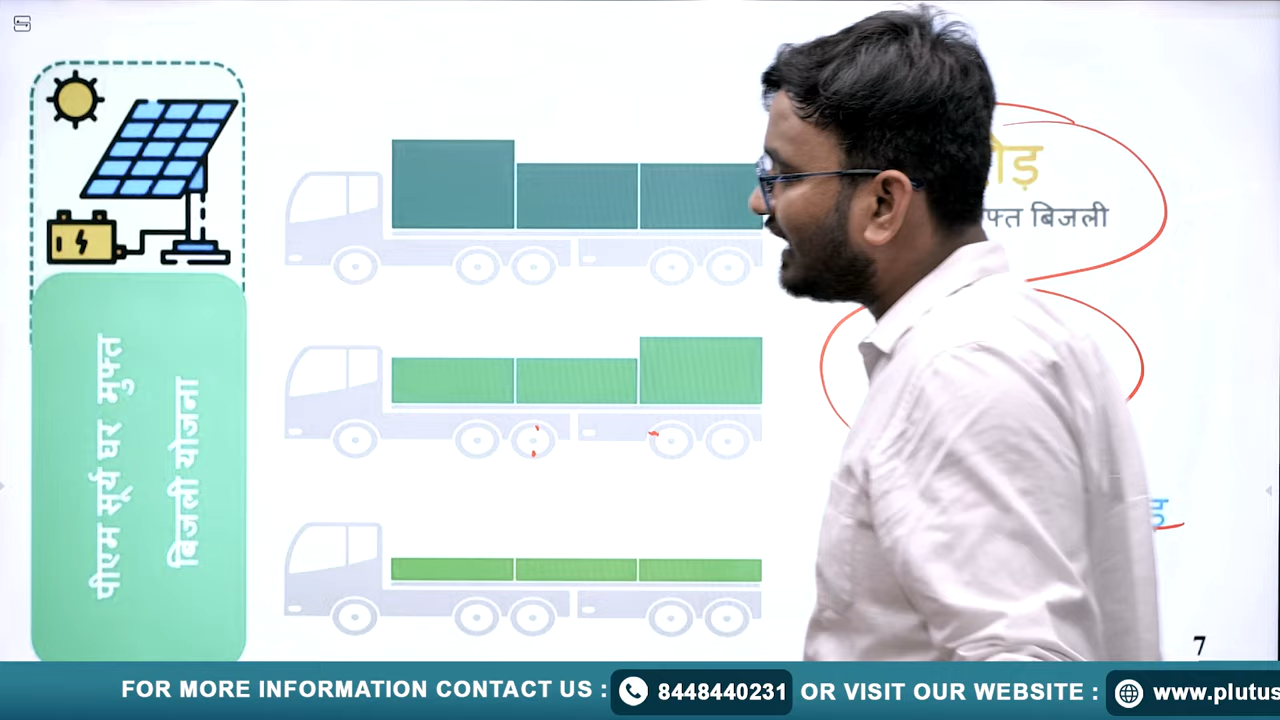 पीएम सूर्य घर मुफ्त
बिजली योजना
बिजली
7
FOR MORE INFORMATION CONTACT US :
8448440231
OR VISIT OUR WEBSITE :
www.plutus